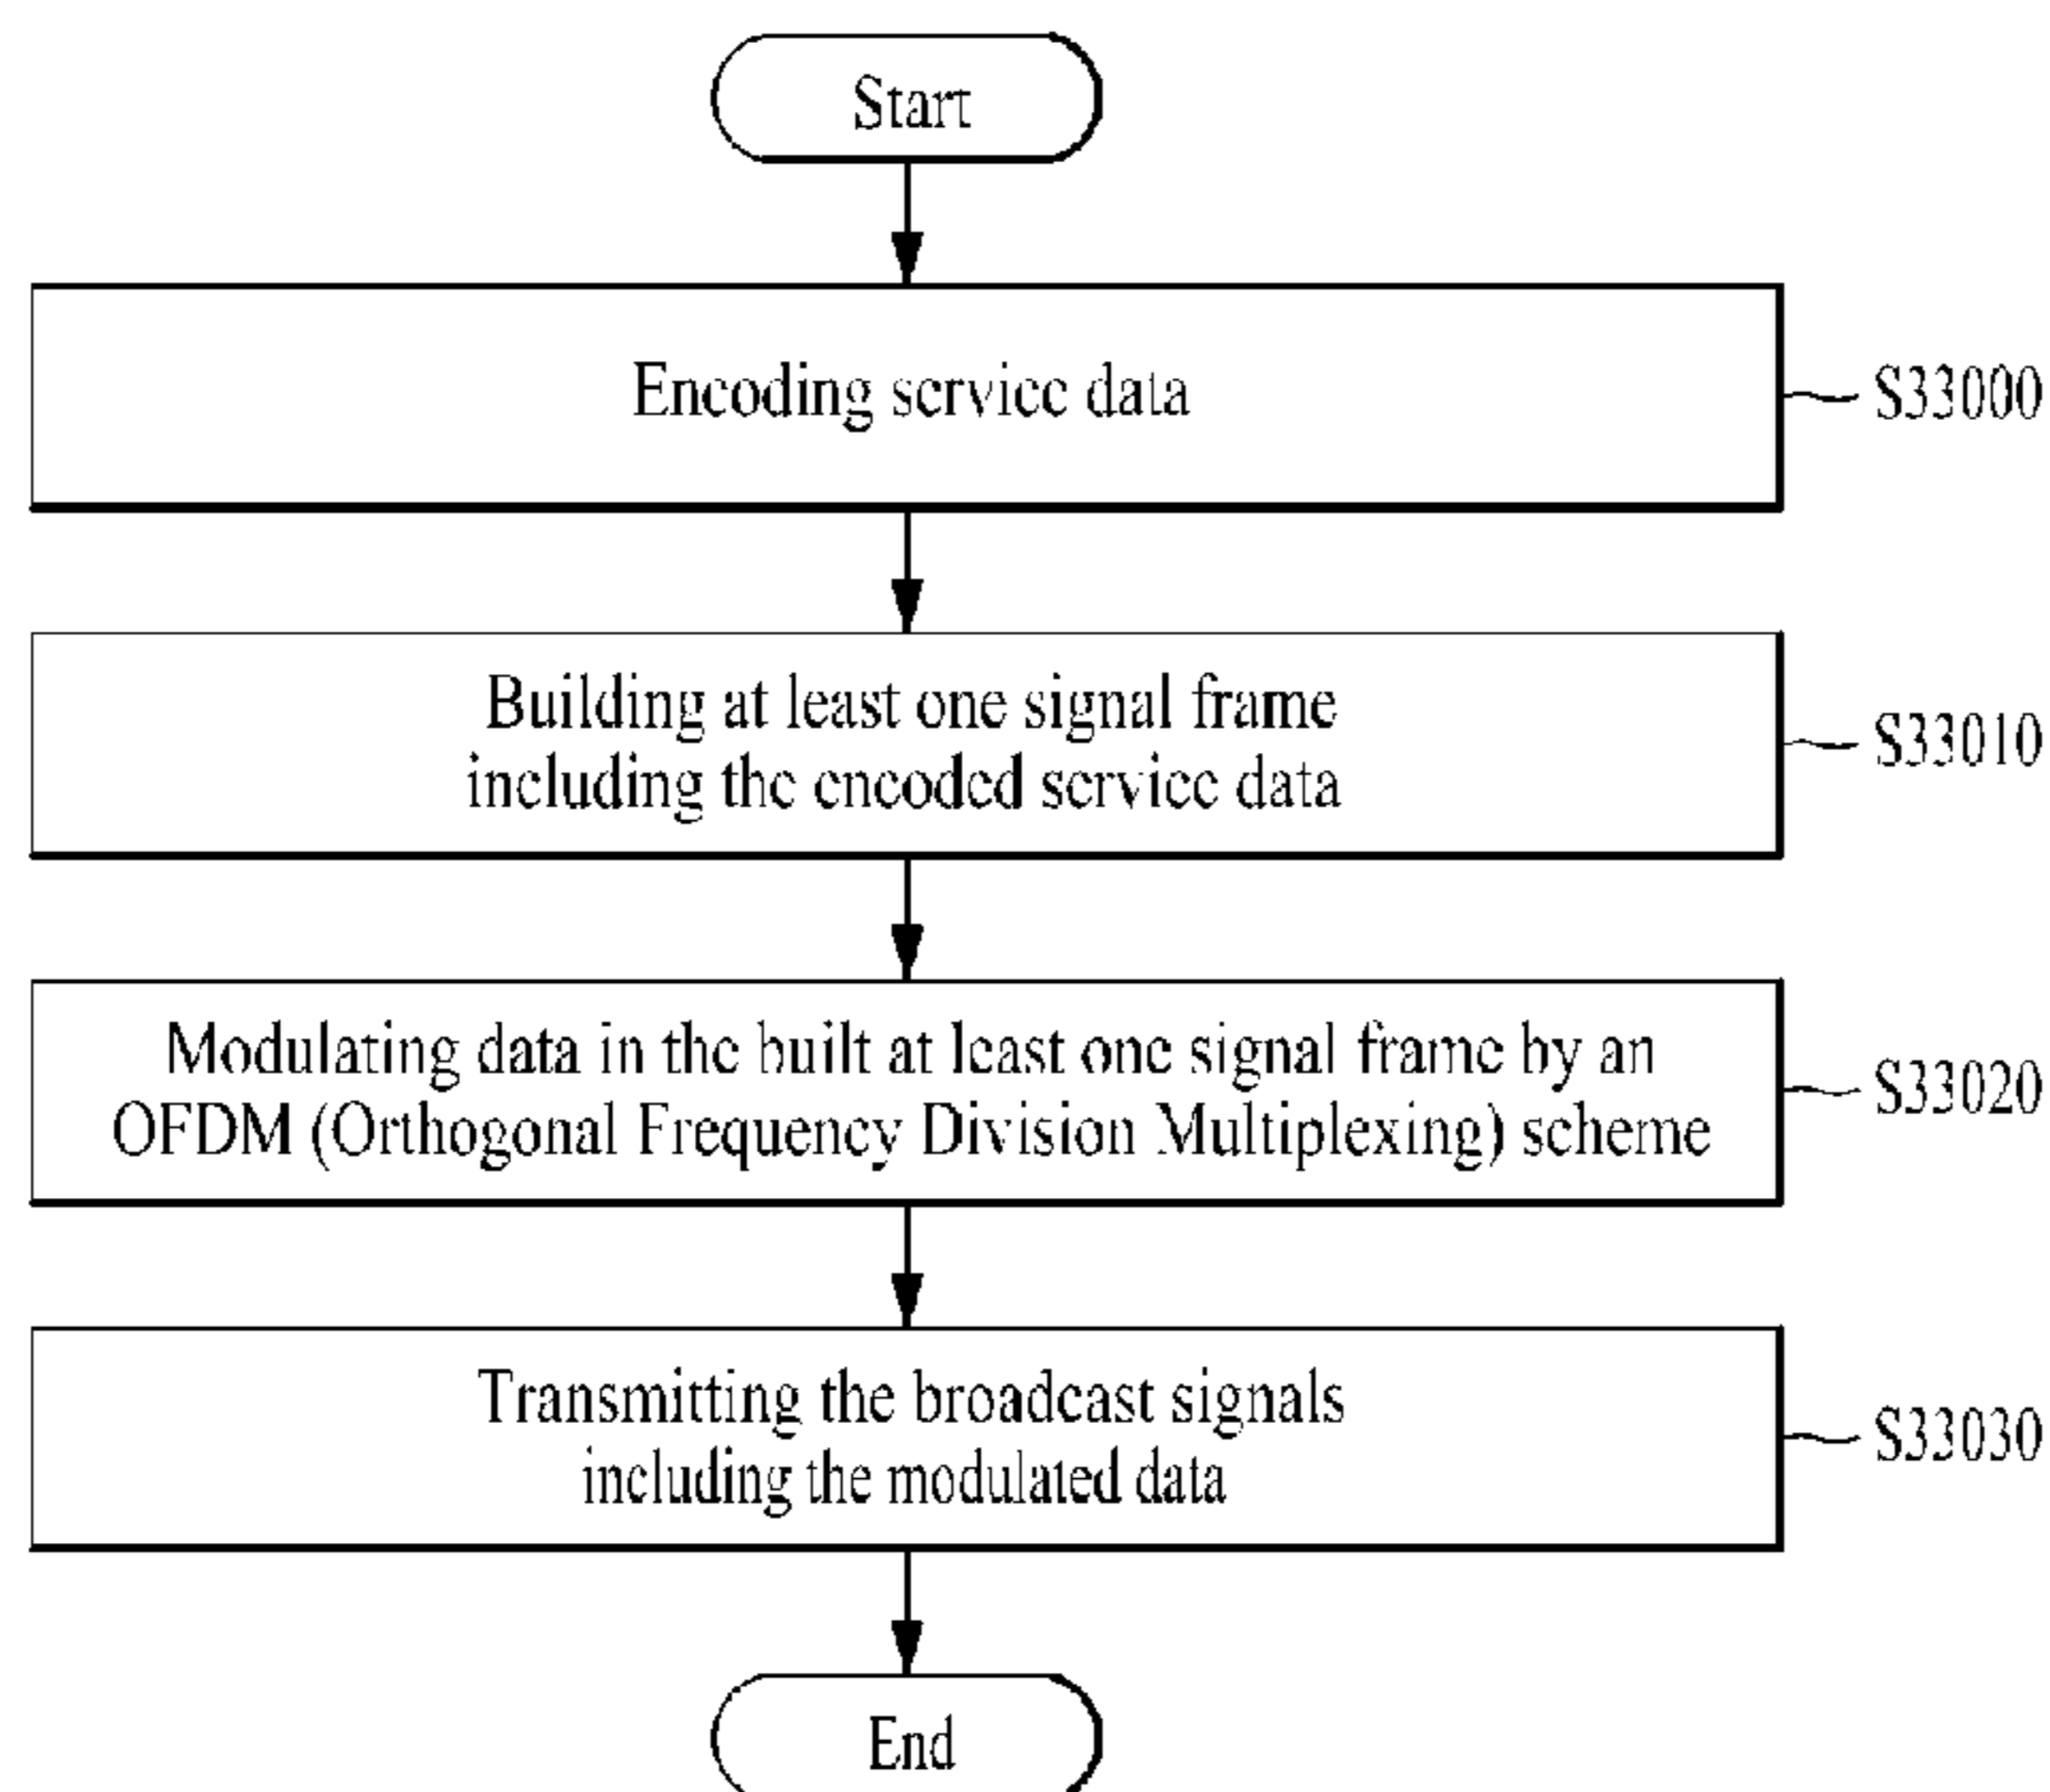 Start
Encoding service data
S33000
Building at least one signal frame
including the encoded service data
S33010
Modulating data in the built at least one signal frame by an
OFDM (Orthogonal Frequency Division Multiplexing) scheme
S33020
Transmitting the broadcast signals
including the modulated data
S33030
End